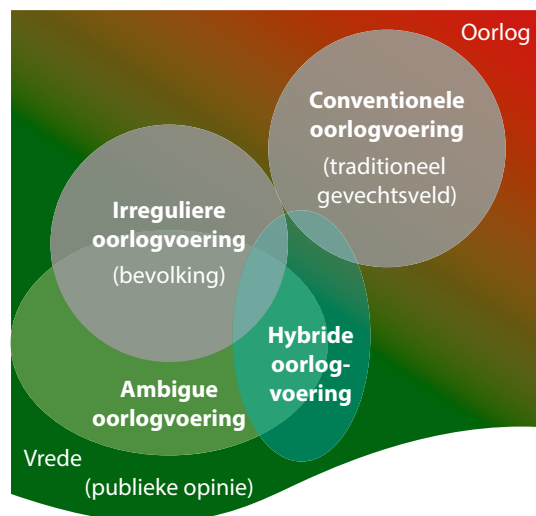 Oorlog
Conventionele
oorlogvoering
(traditioneel
gevechtsveld)
Irreguliere
oorlogvoering
(bevolking)
Hybride
oorlog-
voering
Ambigue
oorlogvoering
Vrede
(publieke opinie)